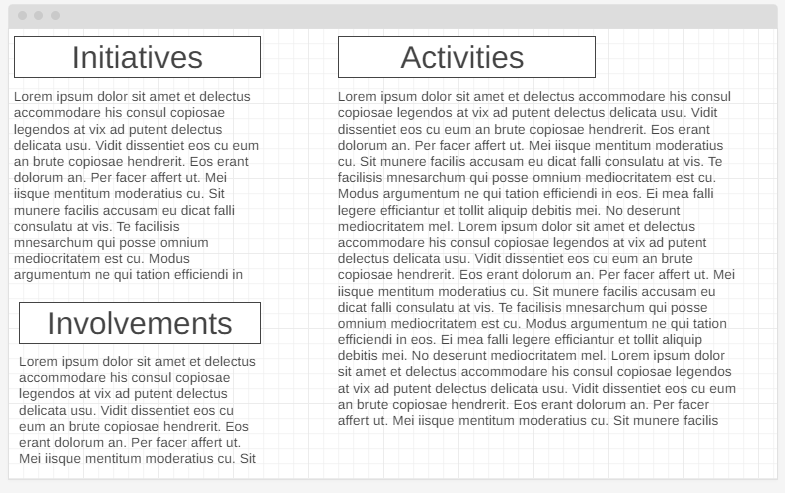 Initiatives
Lorem ipsum dolor sit amet et delectus
accommodare his consul copiosae
legendos at vix ad putent delectus
delicata usu. Vidit dissentiet eos cu eum
an brute copiosae hendrerit. Eos erant
dolorum an. Per facer affert ut. Mei
iisque mentitum moderatius cu. Sit
munere facilis accusam eu dicat falli
consulatu at vis. Te facilisis
mnesarchum qui posse omnium
mediocritatem est cu. Modus
argumentum ne qui tation efficiendi in
Involvements
Lorem ipsum dolor sit amet et delectus
accommodare his consul copiosae
legendos at vix ad putent delectus
delicata usu. Vidit dissentiet eos cu
eum an brute copiosae hendrerit. Eos
erant dolorum an. Per facer affert ut.
Mei iisque mentitum moderatius cu. Sit
Activities
Lorem ipsum dolor sit amet et delectus accommodare his consul
copiosae legendos at vix ad putent delectus delicata usu. Vidit
dissentiet eos cu eum an brute copiosae hendrerit. Eos erant
dolorum an. Per facer affert ut. Mei iisque mentitum moderatius
cu. Sit munere facilis accusam eu dicat falli consulatu at vis. Te
facilisis mnesarchum qui posse omnium mediocritatem est cu.
Modus argumentum ne qui tation efficiendi in eos. Ei mea falli
legere efficiantur et tollit aliquip debitis mei. No deserunt
mediocritatem mel. Lorem ipsum dolor sit amet et delectus
accommodare his consul copiosae legendos at vix ad putent
delectus delicata usu. Vidit dissentiet eos cu eum an brute
copiosae hendrerit. Eos erant dolorum an. Per facer affert ut. Mei
iisque mentitum moderatius cu. Sit munere facilis accusam eu
dicat falli consulatu at vis. Te facilisis mnesarchum qui posse
omnium mediocritatem est cu. Modus argumentum ne qui tation
efficiendi in eos. Ei mea falli legere efficiantur et tollit aliquip
debitis mei. No deserunt mediocritatem mel. Lorem ipsum dolor
sit amet et delectus accommodare his consul copiosae legendos
at vix ad putent delectus delicata usu. Vidit dissentiet eos cu eum
an brute copiosae hendrerit. Eos erant dolorum an. Per facer
affert ut. Mei iisque mentitum moderatius cu. Sit munere facilis